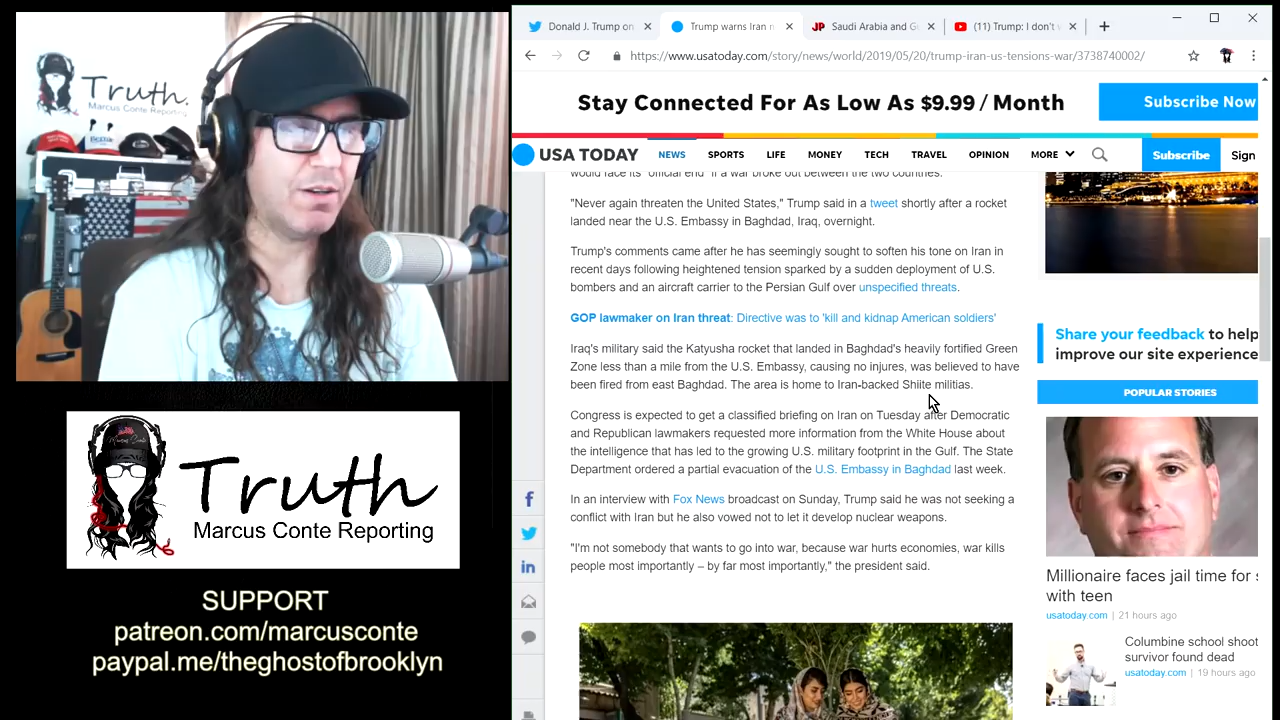 Truth.
Marcus Conte Reporting
Truth
Marcus Conte Reporting
SUPPORT
patreon.com/marcusconte
paypal.me/theghostofbrooklyn
Donald J. Trump on
Trump warns Iran n
Saudi Arabia and G
(11) Trump: I don't
https://www.usatoday.com/story/news/world/2019/05/20/trump-iran-us-tensions-war/3738740002/
Stay Connected For As Low As $9.99 / Month
Subscribe Now
USA TODAY
NEWS SPORTS LIFE MONEY TECH TRAVEL OPINION MORE
Subscribe
Sign
would face its "official end" if a war broke out between the two countries.
"Never again threaten the United States," Trump said in a tweet shortly after a rocket
landed near the U.S. Embassy in Baghdad, Iraq, overnight.
Trump's comments came after he has seemingly sought to soften his tone on Iran in
recent days following heightened tension sparked by a sudden deployment of U.S.
bombers and an aircraft carrier to the Persian Gulf over unspecified threats.
GOP lawmaker on Iran threat: Directive was to 'kill and kidnap American soldiers'
Iraq's military said the Katyusha rocket that landed in Baghdad's heavily fortified Green
Zone less than a mile from the U.S. Embassy, causing no injures, was believed to have
been fired from east Baghdad. The area is home to Iran-backed Shiite militias.
Congress is expected to get a classified briefing on Iran on Tuesday after Democratic
and Republican lawmakers requested more information from the White House about
the intelligence that has led to the growing U.S. military footprint in the Gulf. The State
Department ordered a partial evacuation of the U.S. Embassy in Baghdad last week.
In an interview with Fox News broadcast on Sunday, Trump said he was not seeking a
conflict with Iran but he also vowed not to let it develop nuclear weapons.
"I'm not somebody that wants to go into war, because war hurts economies, war kills
people most importantly – by far most importantly," the president said.
Share your feedback to help
improve our site experience
POPULAR STORIES
Millionaire faces jail time for s
with teen
usatoday.com | 21 hours ago
Columbine school shoot
survivor found dead
usatoday.com | 19 hours ago